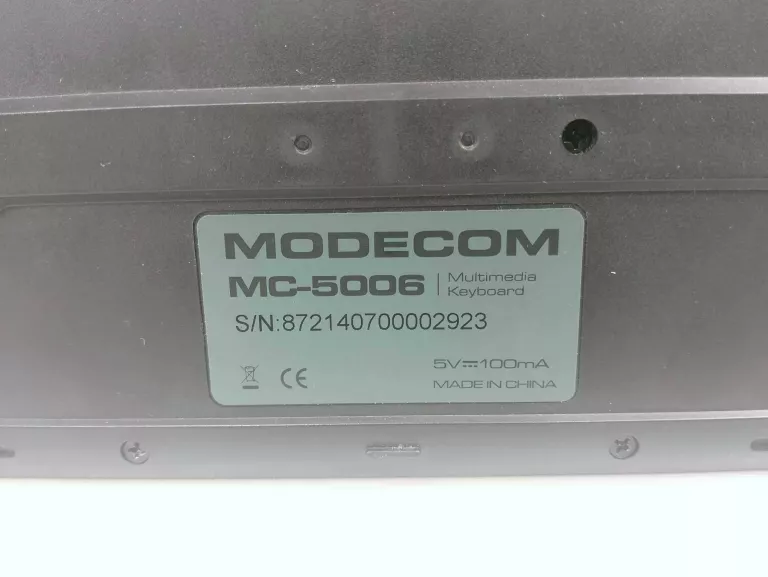 MODECOM
MC-5006 | Multimedia Keyboard
S/N:872140700002923
5V⎓100mA
CE
MADE IN CHINA